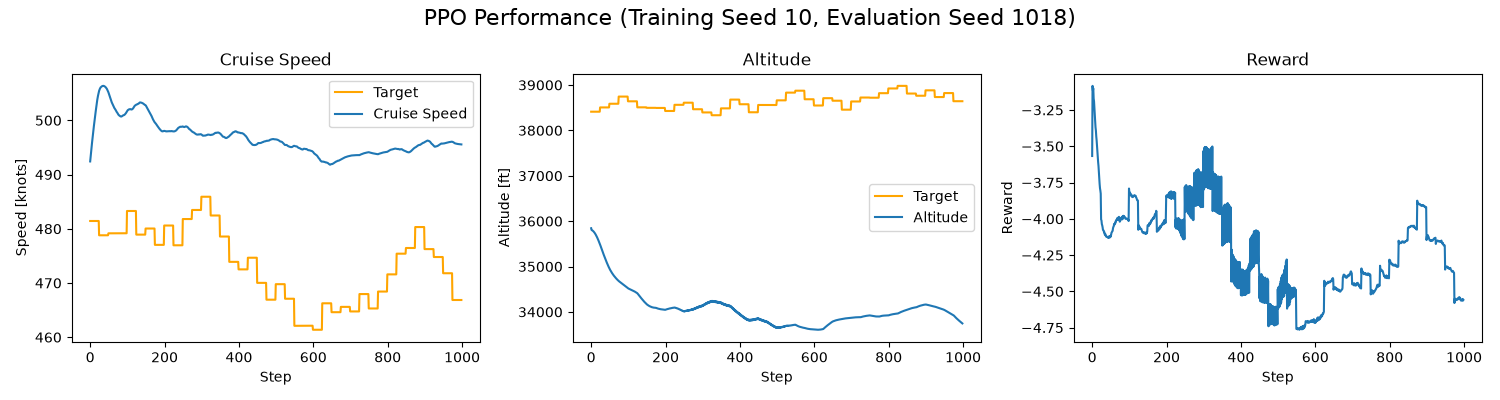 PPO Performance (Training Seed 10, Evaluation Seed 1018)
Cruise Speed
Speed [knots]
500
490
480
470
460
0 200 400 600 800 1000
Step
Target
Cruise Speed
Altitude
Altitude [ft]
39000
38000
37000
36000
35000
34000
0 200 400 600 800 1000
Step
Target
Altitude
Reward
Reward
−3.25
−3.50
−3.75
−4.00
−4.25
−4.50
−4.75
0 200 400 600 800 1000
Step